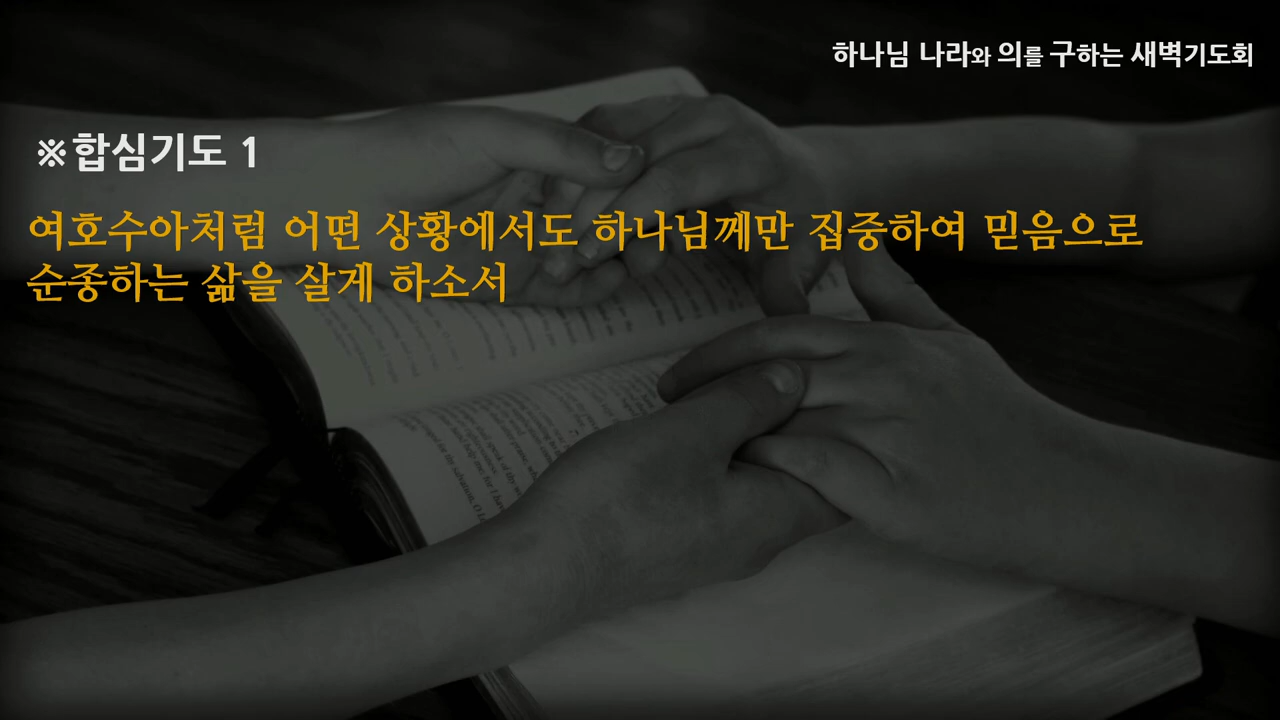 하나님 나라와 의를 구하는 새벽기도회
※합심기도 1
여호수아처럼 어떤 상황에서도 하나님께만 집중하여 믿음으로
순종하는 삶을 살게 하소서